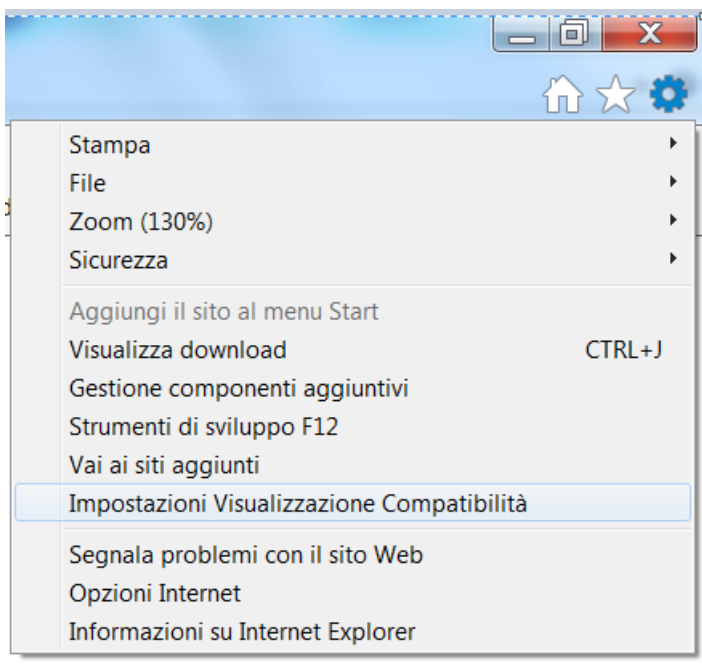 Stampa
File
Zoom (130%)
Sicurezza
Aggiungi il sito al menu Start
Visualizza download CTRL+J
Gestione componenti aggiuntivi
Strumenti di sviluppo F12
Vai ai siti aggiunti
Impostazioni Visualizzazione Compatibilità
Segnala problemi con il sito Web
Opzioni Internet
Informazioni su Internet Explorer